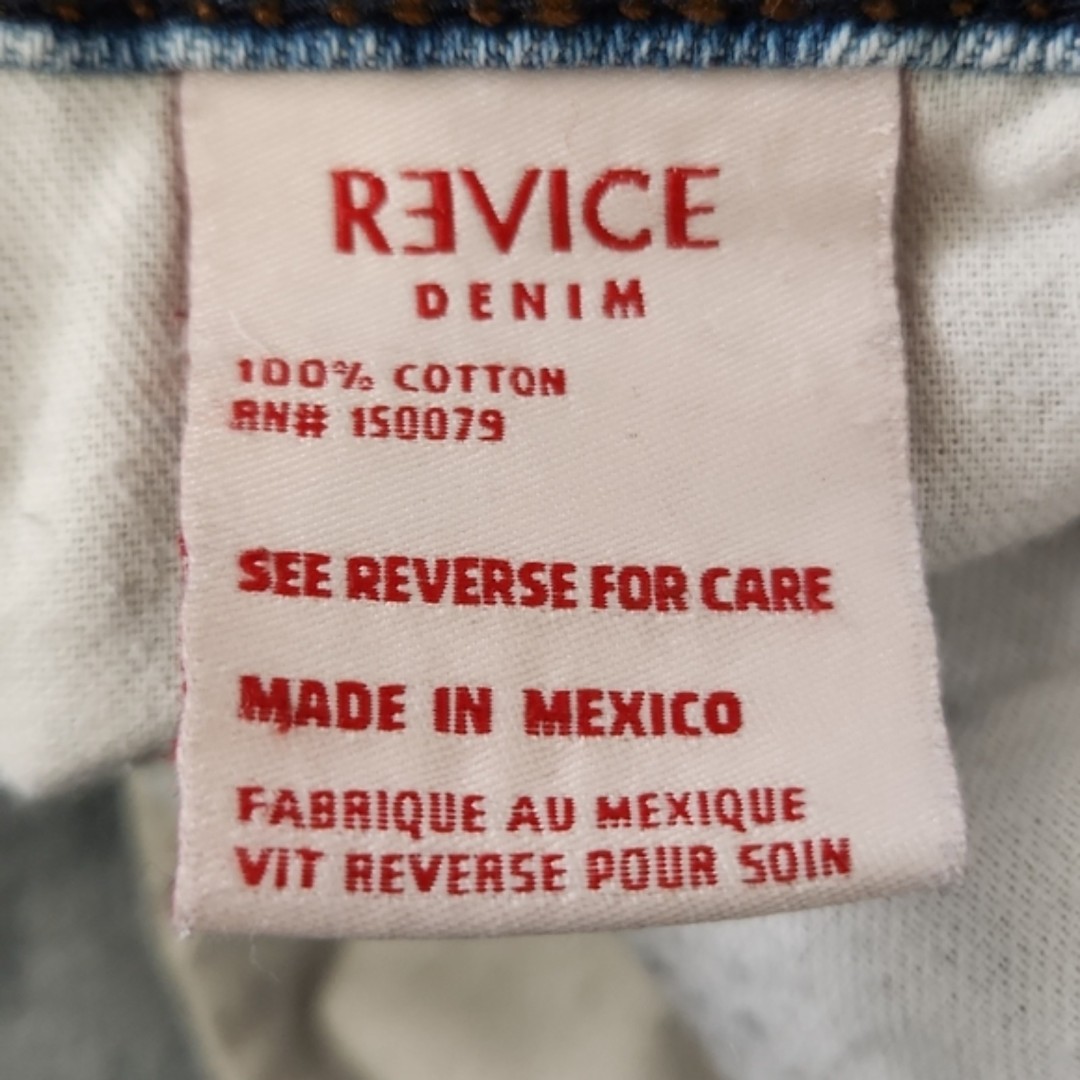 REVICE
DENIM
100% COTTON
RN# 150079
SEE REVERSE FOR CARE
MADE IN MEXICO
FABRIQUE AU MEXIQUE
VIT REVERSE POUR SOIN